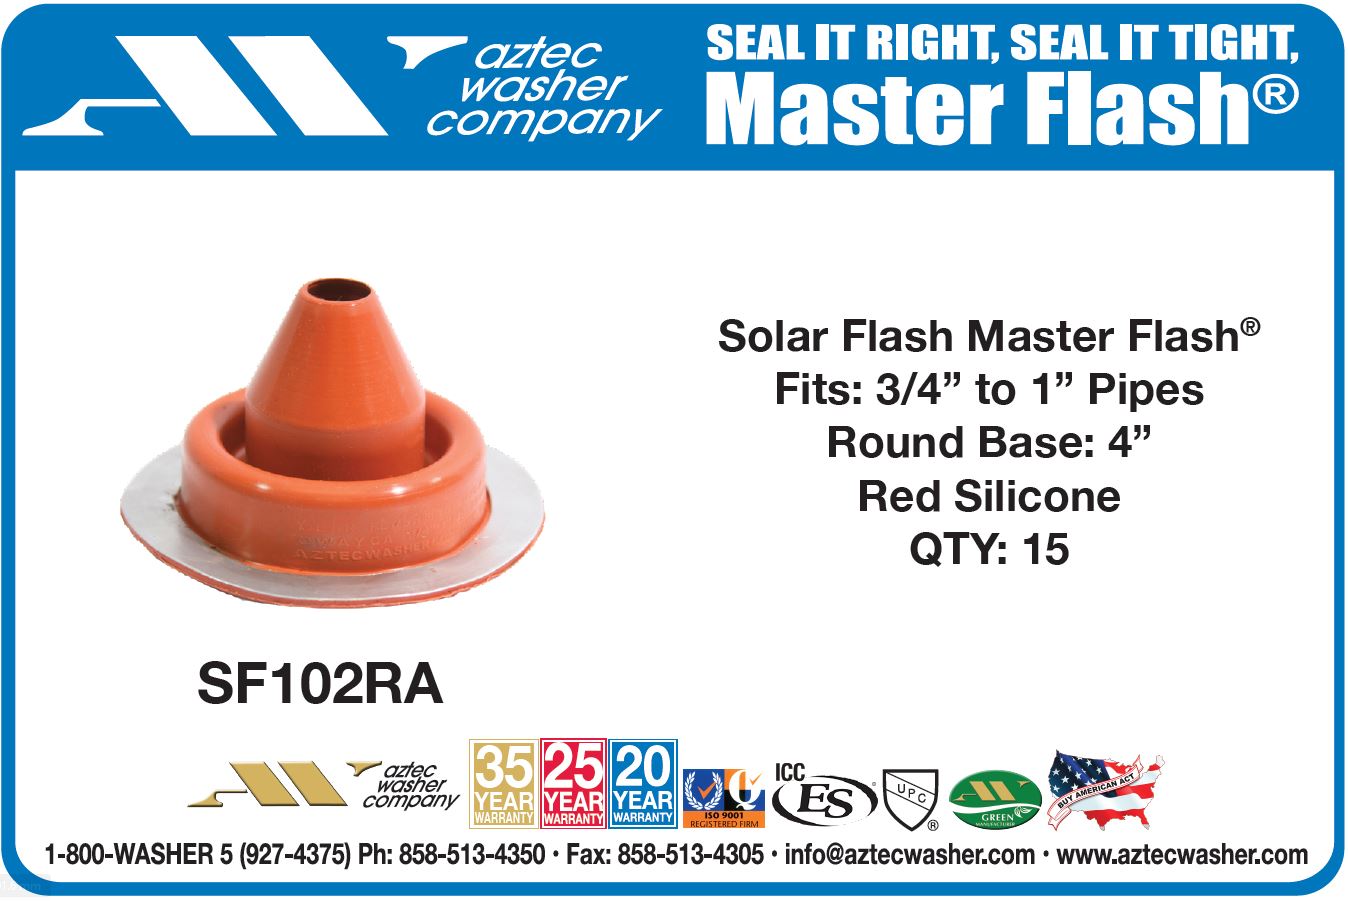 aztec
washer
company
SEAL IT RIGHT, SEAL IT TIGHT,
Master Flash®
Solar Flash Master Flash®
Fits: 3/4” to 1” Pipes
Round Base: 4”
Red Silicone
QTY: 15
AZTECWASHER
SF102RA
aztec
washer
company
35
YEAR
WARRANTY
25
YEAR
WARRANTY
20
YEAR
WARRANTY
ISO 9001
REGISTERED FIRM
ICC
ES
UPC
®
GREEN
MANUFACTURER
BUY AMERICAN ACT
1-800-WASHER 5 (927-4375) Ph: 858-513-4350 • Fax: 858-513-4305 • info@aztecwasher.com • www.aztecwasher.com